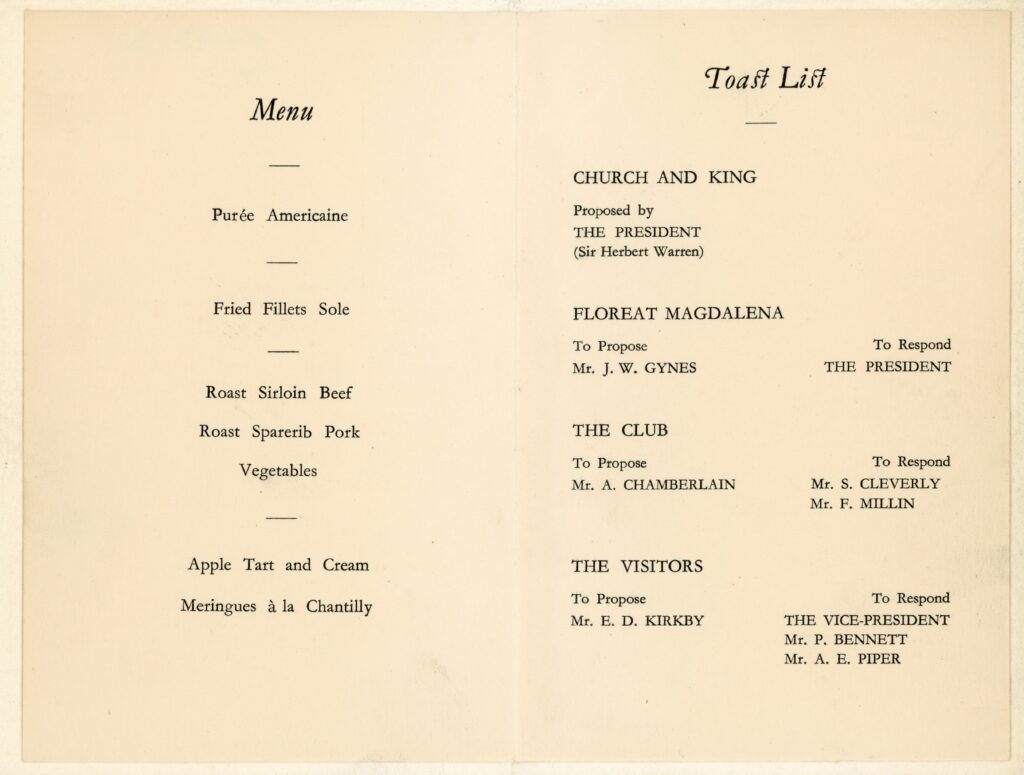 Menu
Purée Americaine
Fried Fillets Sole
Roast Sirloin Beef
Roast Sparerib Pork
Vegetables
Apple Tart and Cream
Meringues à la Chantilly
Toast List
CHURCH AND KING
Proposed by
THE PRESIDENT
(Sir Herbert Warren)
FLOREAT MAGDALENA
To Propose To Respond
Mr. J. W. GYNES THE PRESIDENT
THE CLUB
To Propose To Respond
Mr. A. CHAMBERLAIN Mr. S. CLEVERLY
Mr. F. MILLIN
THE VISITORS
To Propose To Respond
Mr. E. D. KIRKBY THE VICE-PRESIDENT
Mr. P. BENNETT
Mr. A. E. PIPER